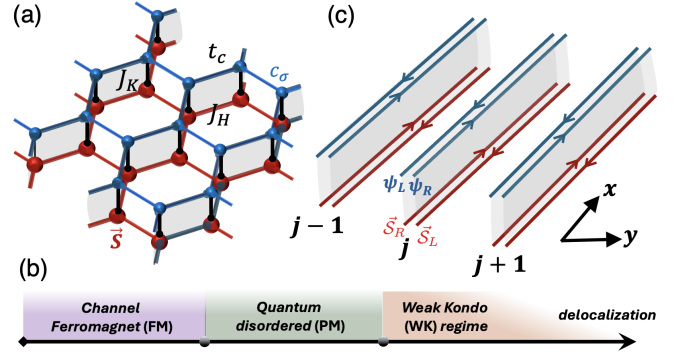 (a)
t_c
c_σ
J_K
J_H
S⃗
(c)
ψ_L ψ_R
S⃗_R
S⃗_L
j − 1
j
j + 1
x
y
(b)
Channel
Ferromagnet (FM)
Quantum
disordered (PM)
Weak Kondo
(WK) regime
delocalization